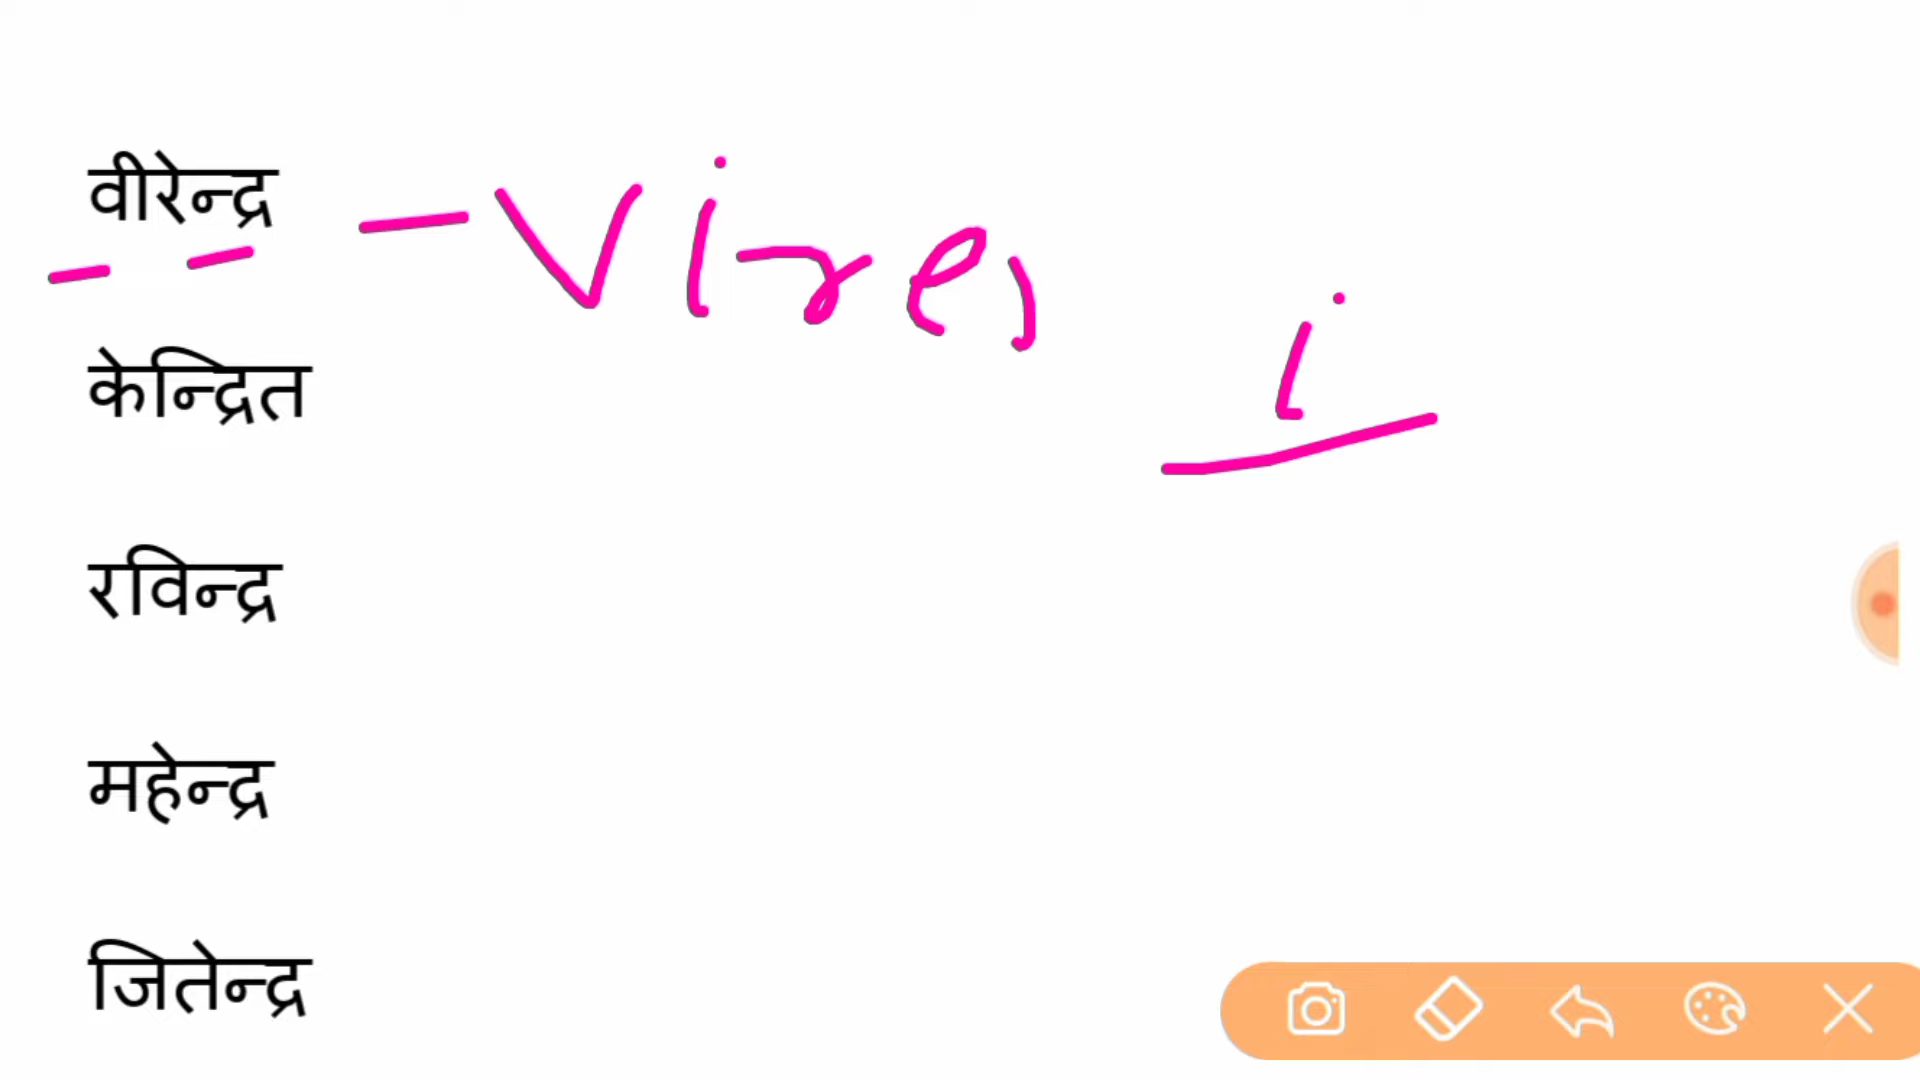 वीरेन्द्र - Vire,
i
केन्द्रित
रविन्द्र
महेन्द्र
जितेन्द्र